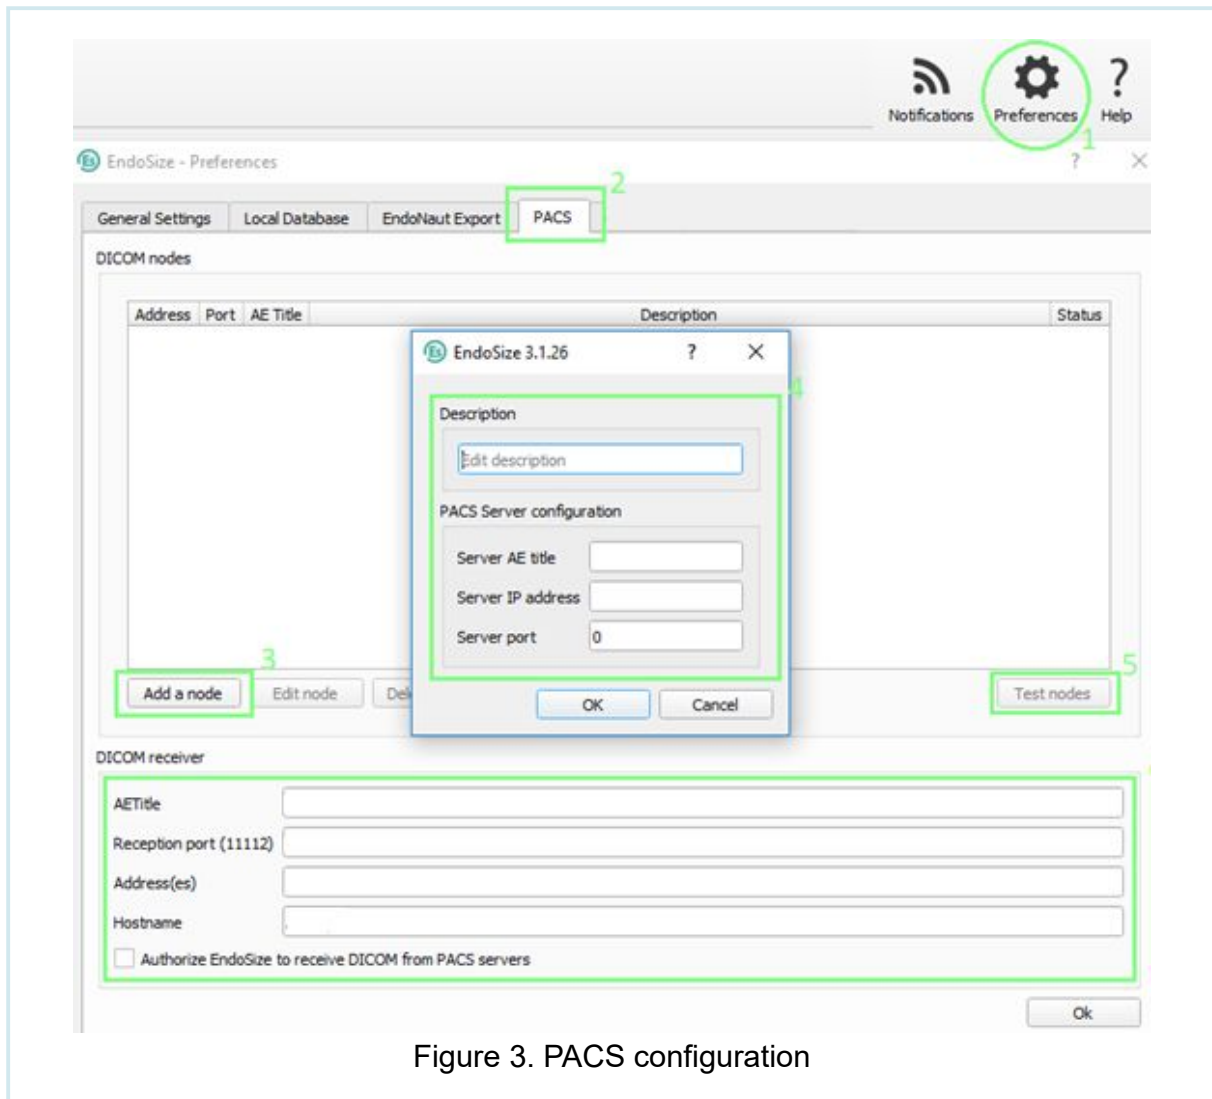 Notifications Preferences Help
1
Es EndoSize - Preferences ?
2
General Settings Local Database EndoNaut Export PACS
DICOM nodes
Address Port AE Title Description Status
Es EndoSize 3.1.26 ?
4
Description
Edit description
PACS Server configuration
Server AE title
Server IP address
Server port 0
3
5
Add a node Edit node Test nodes
OK Cancel
DICOM receiver
AETitle
Reception port (11112)
Address(es)
Hostname
Authorize EndoSize to receive DICOM from PACS servers
Ok
Figure 3. PACS configuration